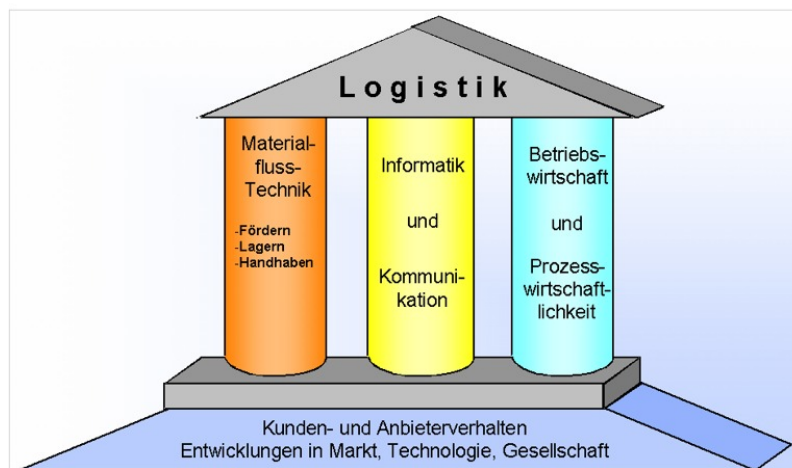 Logistik
Material-
fluss-
Technik
-Fördern
-Lagern
-Handhaben
Informatik
und
Kommuni-
kation
Betriebs-
wirtschaft
und
Prozess-
wirtschaft-
lichkeit
Kunden- und Anbieterverhalten
Entwicklungen in Markt, Technologie, Gesellschaft